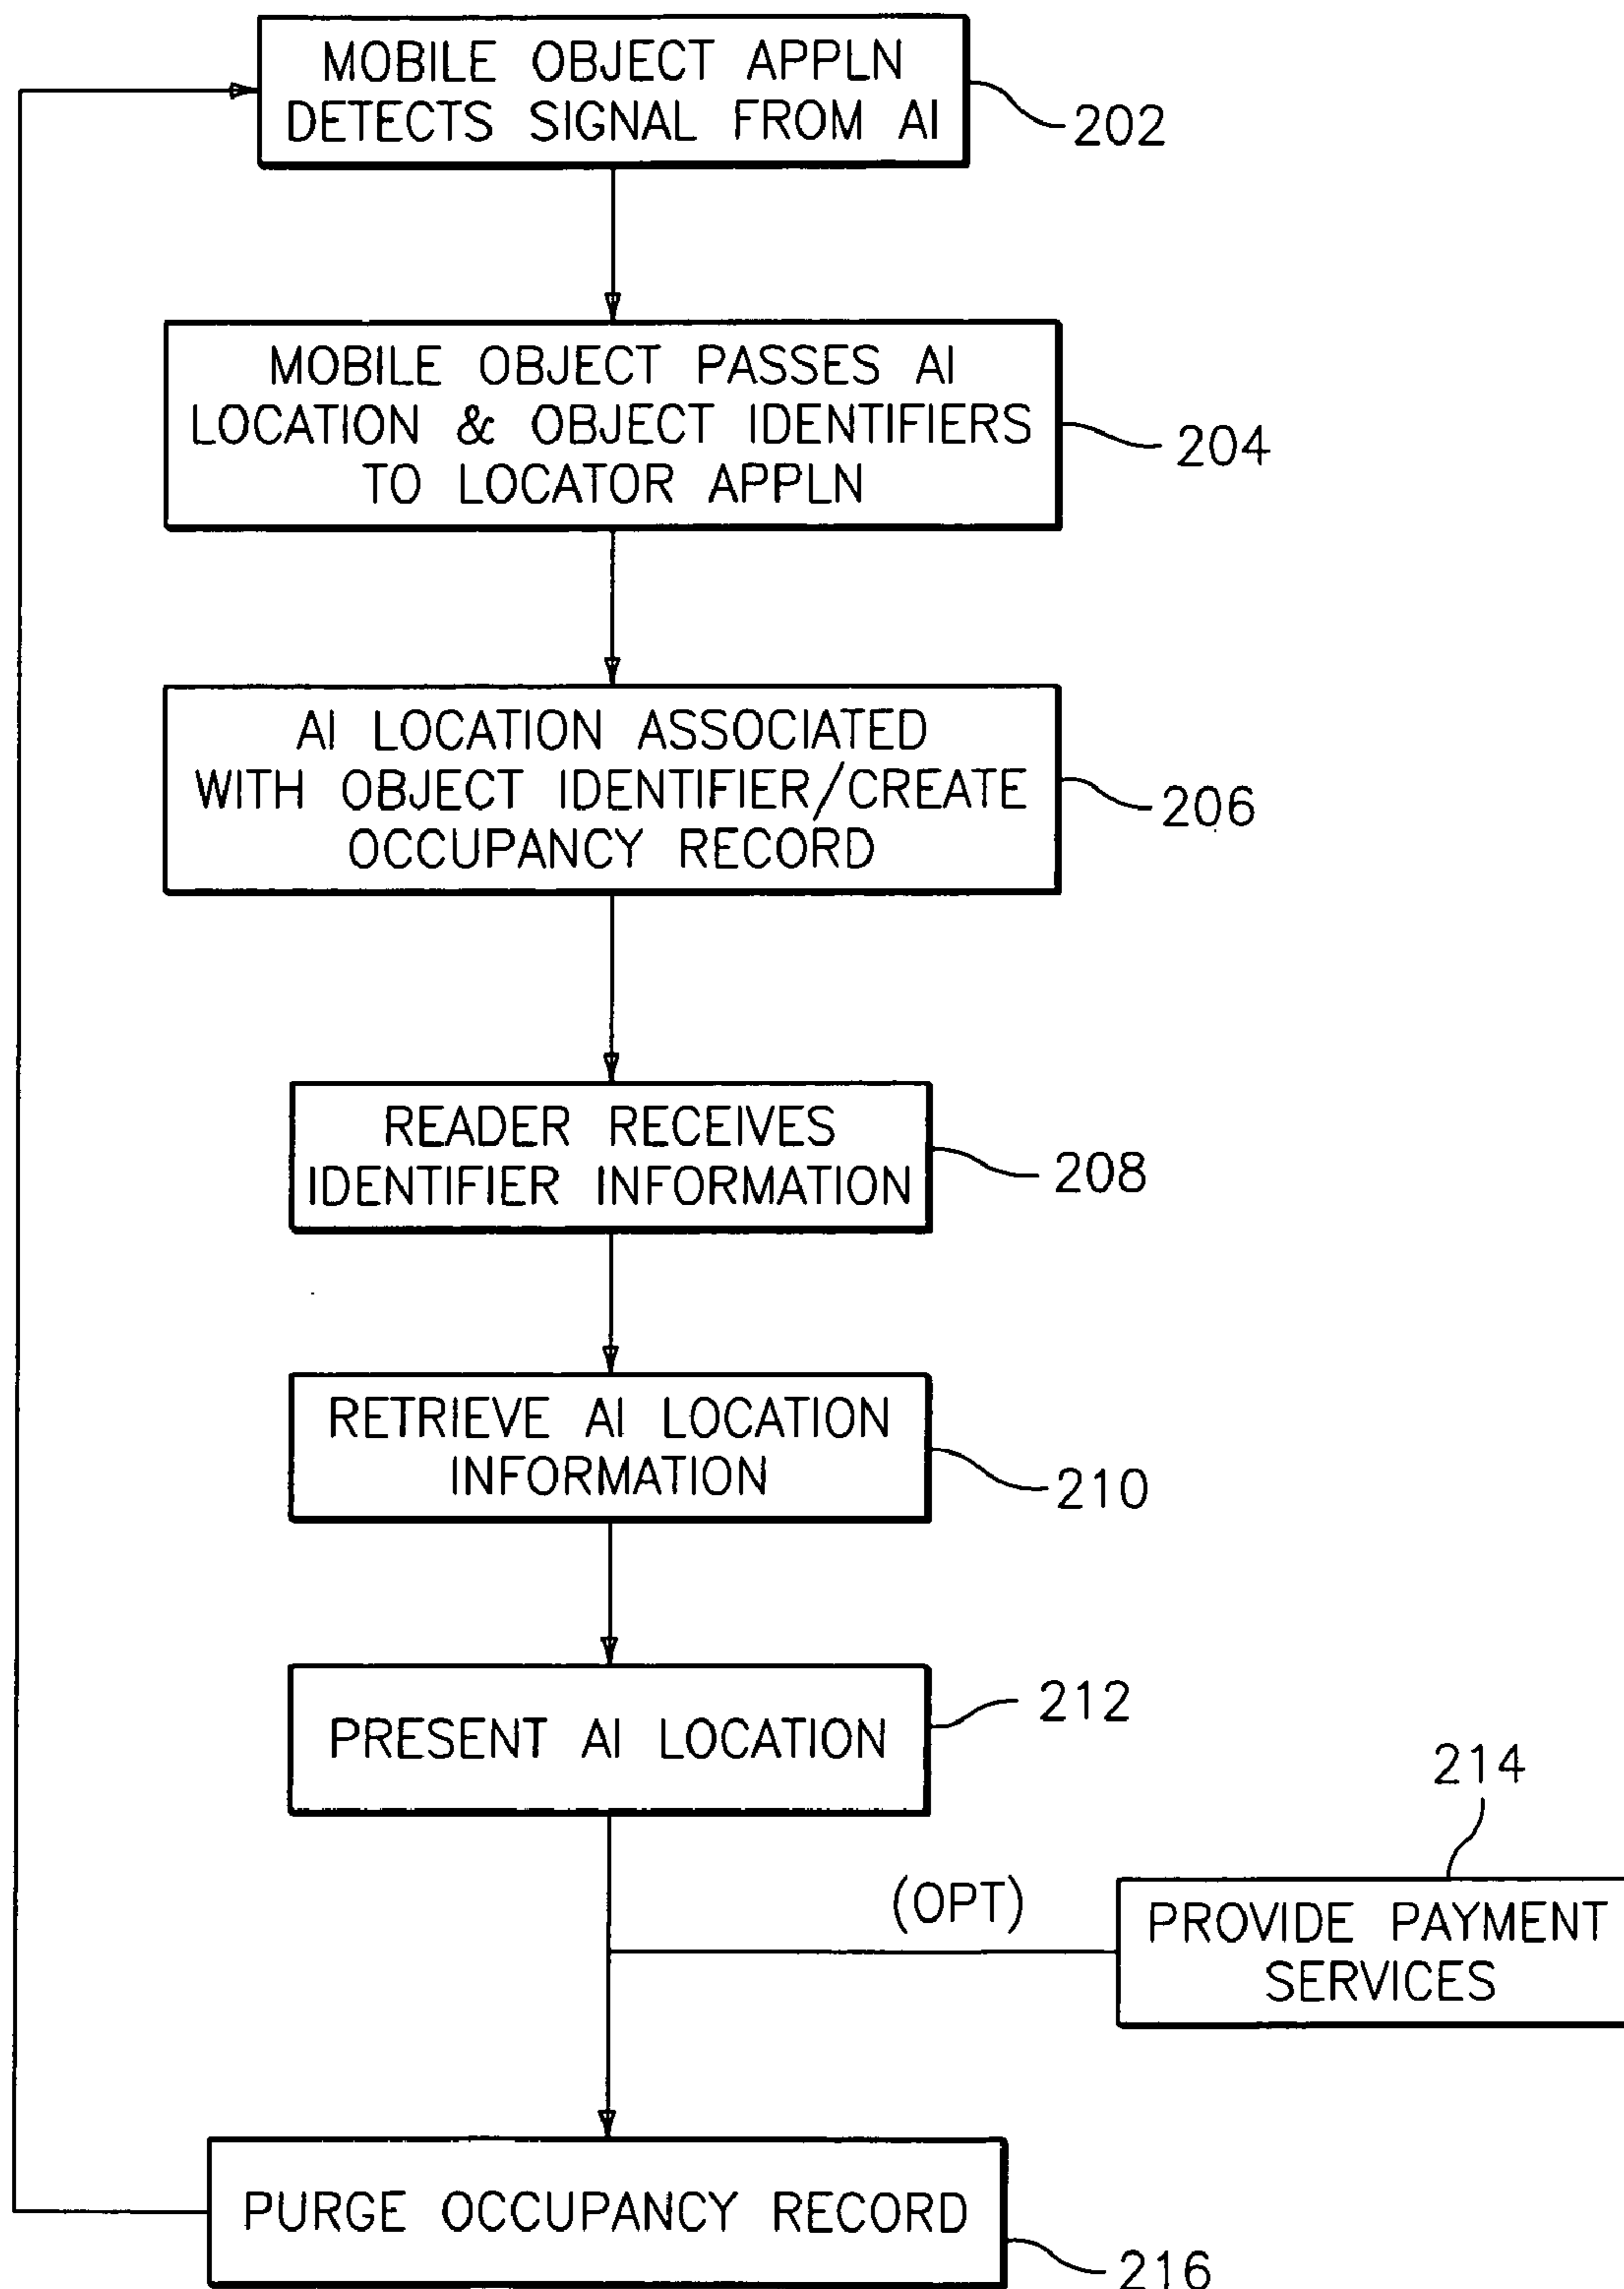 MOBILE OBJECT APPLN
DETECTS SIGNAL FROM AI
202
MOBILE OBJECT PASSES AI
LOCATION & OBJECT IDENTIFIERS
TO LOCATOR APPLN
204
AI LOCATION ASSOCIATED
WITH OBJECT IDENTIFIER/CREATE
OCCUPANCY RECORD
206
READER RECEIVES
IDENTIFIER INFORMATION
208
RETRIEVE AI LOCATION
INFORMATION
210
PRESENT AI LOCATION
212
214
(OPT)
PROVIDE PAYMENT
SERVICES
PURGE OCCUPANCY RECORD
216